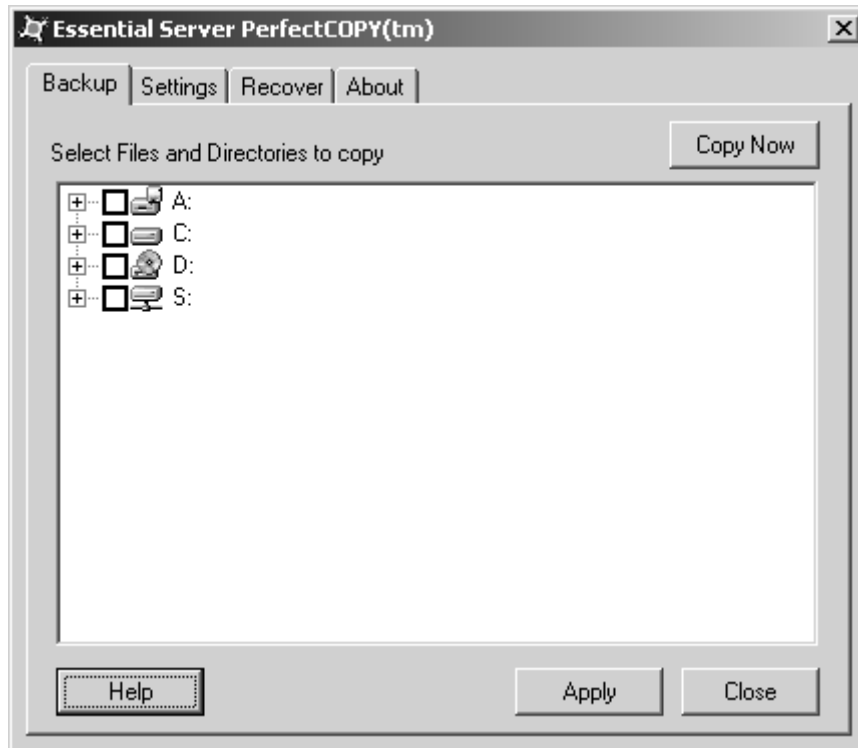 Essential Server PerfectCOPY(tm)
Backup Settings Recover About
Select Files and Directories to copy
Copy Now
A:
C:
D:
S:
Help Apply Close